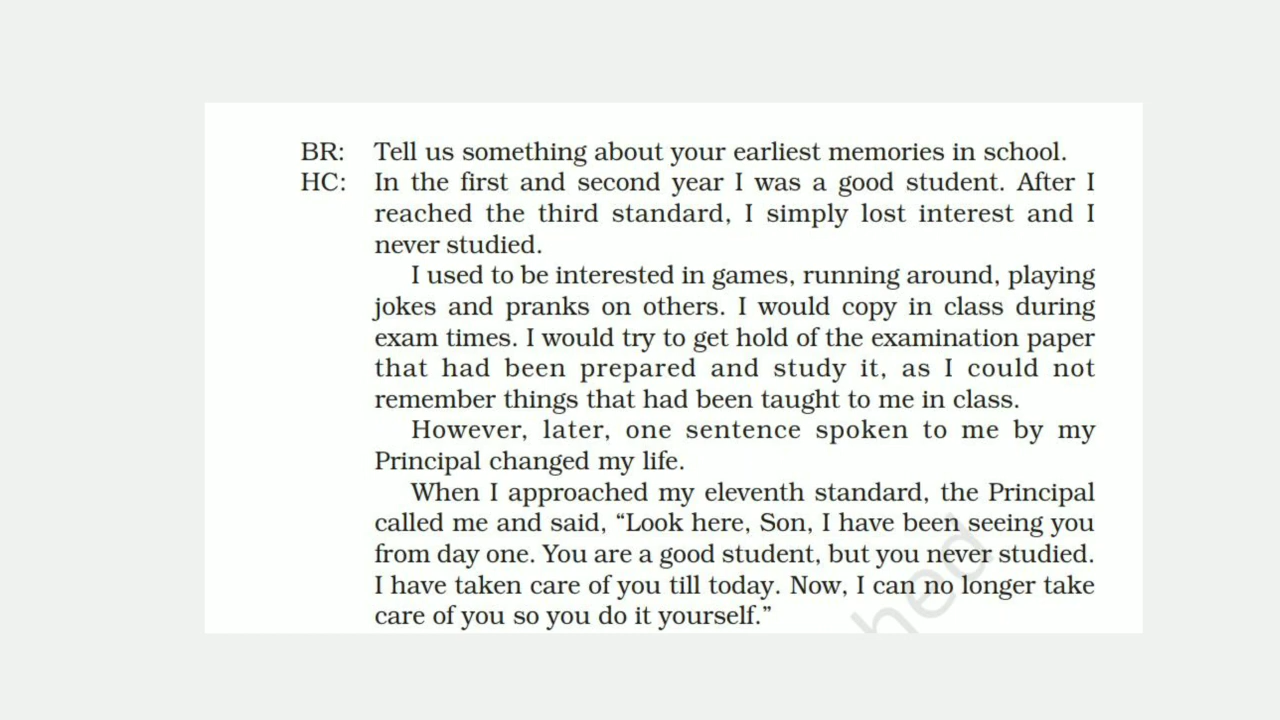 BR: Tell us something about your earliest memories in school.
HC: In the first and second year I was a good student. After I
reached the third standard, I simply lost interest and I
never studied.
I used to be interested in games, running around, playing
jokes and pranks on others. I would copy in class during
exam times. I would try to get hold of the examination paper
that had been prepared and study it, as I could not
remember things that had been taught to me in class.
However, later, one sentence spoken to me by my
Principal changed my life.
When I approached my eleventh standard, the Principal
called me and said, “Look here, Son, I have been seeing you
from day one. You are a good student, but you never studied.
I have taken care of you till today. Now, I can no longer take
care of you so you do it yourself.”
hed